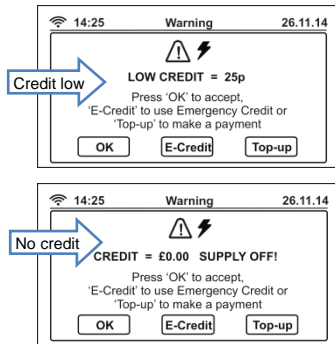 14:25 Warning 26.11.14
Credit low
LOW CREDIT = 25p
Press 'OK' to accept,
'E-Credit' to use Emergency Credit or
'Top-up' to make a payment
OK E-Credit Top-up
14:25 Warning 26.11.14
No credit
CREDIT = £0.00 SUPPLY OFF!
Press 'OK' to accept,
'E-Credit' to use Emergency Credit or
'Top-up' to make a payment
OK E-Credit Top-up